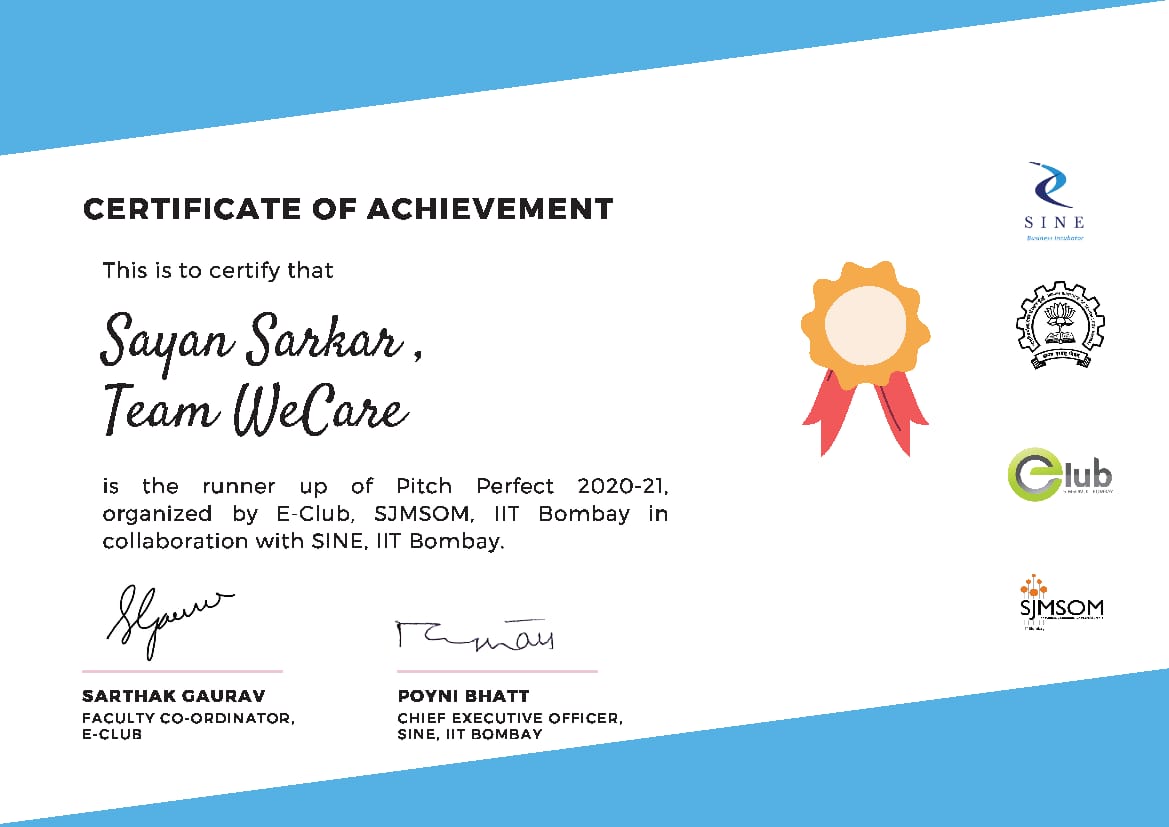 CERTIFICATE OF ACHIEVEMENT
This is to certify that
Sayan Sarkar ,
Team WeCare
is the runner up of Pitch Perfect 2020-21,
organized by E-Club, SJMSOM, IIT Bombay in
collaboration with SINE, IIT Bombay.
SARTHAK GAURAV
FACULTY CO-ORDINATOR,
E-CLUB
POYNI BHATT
CHIEF EXECUTIVE OFFICER,
SINE, IIT BOMBAY
SINE
Business Incubator
eclub
SJMSOM